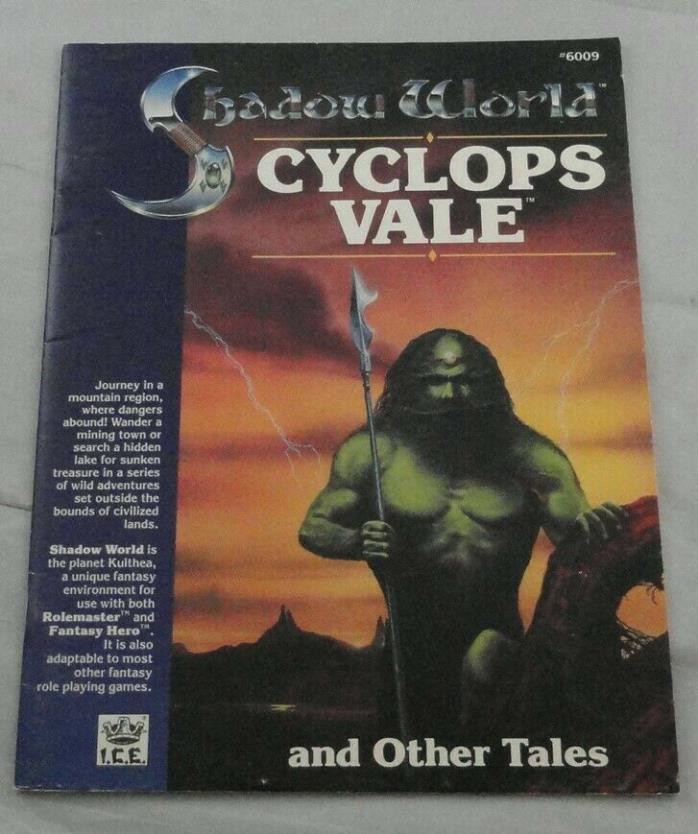 #6009
Shadow World™
CYCLOPS
VALE™
Journey in a
mountain region,
where dangers
abound! Wander a
mining town or
search a hidden
lake for sunken
treasure in a series
of wild adventures
set outside the
bounds of civilized
lands.
Shadow World is
the planet Kulthea,
a unique fantasy
environment for
use with both
Rolemaster™ and
Fantasy Hero™.
It is also
adaptable to most
other fantasy
role playing games.
I.C.E.
and Other Tales